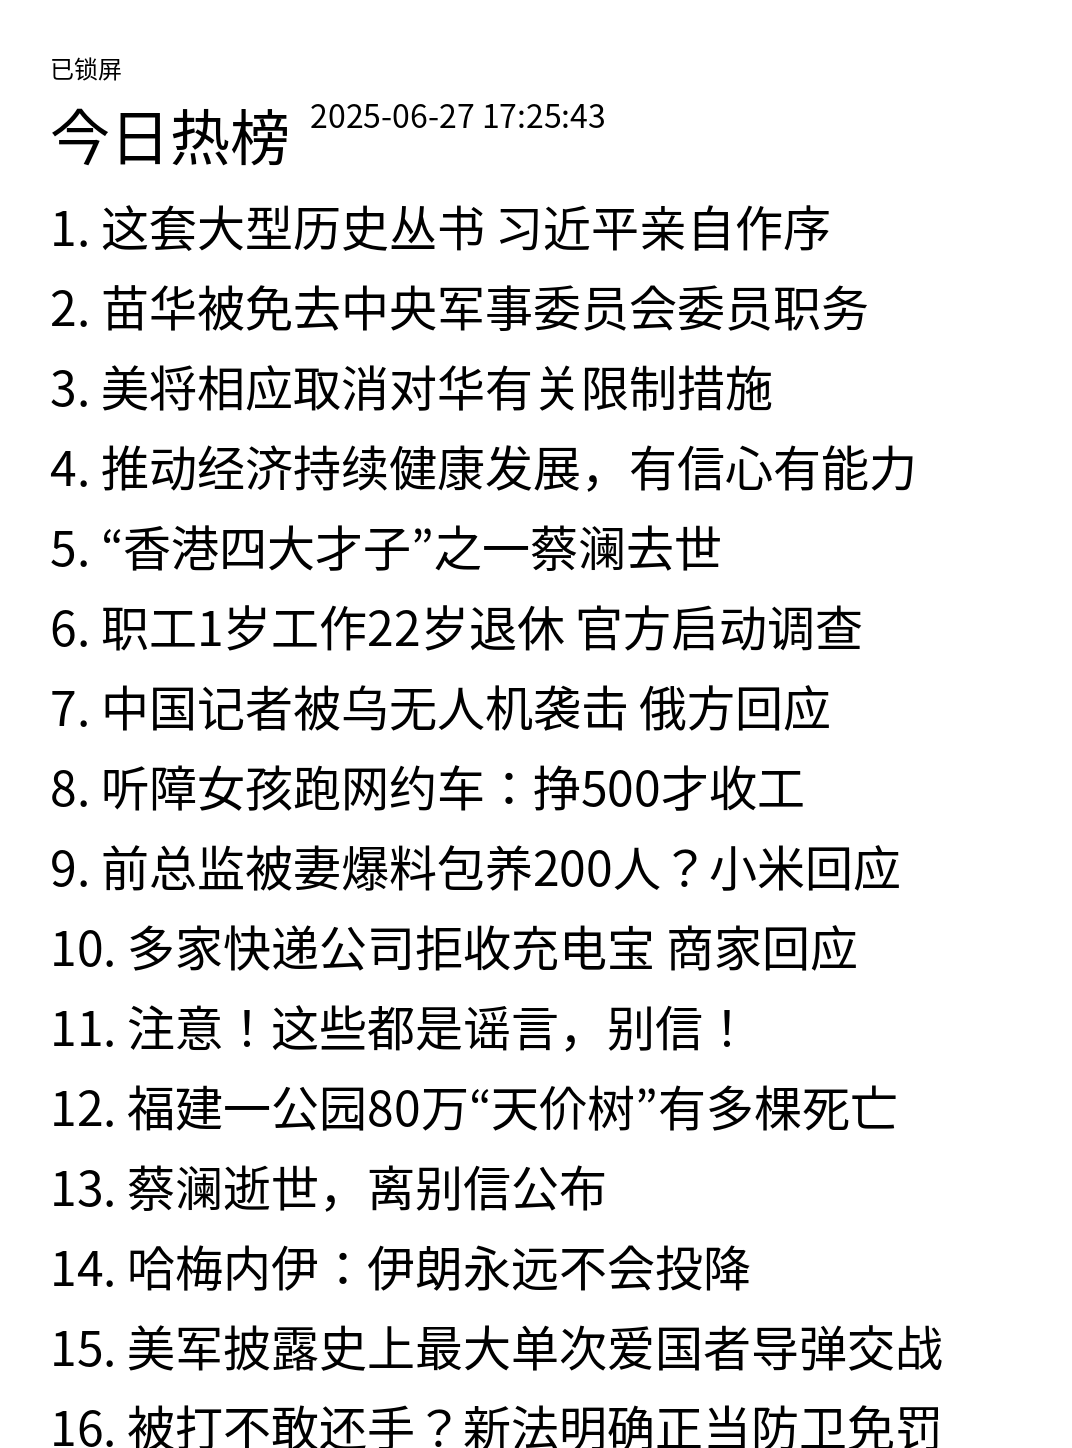 已锁屏
今日热榜 2025-06-27 17:25:43
1. 这套大型历史丛书 习近平亲自作序
2. 苗华被免去中央军事委员会委员职务
3. 美将相应取消对华有关限制措施
4. 推动经济持续健康发展，有信心有能力
5. “香港四大才子”之一蔡澜去世
6. 职工1岁工作22岁退休 官方启动调查
7. 中国记者被乌无人机袭击 俄方回应
8. 听障女孩跑网约车：挣500才收工
9. 前总监被妻爆料包养200人？小米回应
10. 多家快递公司拒收充电宝 商家回应
11. 注意！这些都是谣言，别信！
12. 福建一公园80万“天价树”有多棵死亡
13. 蔡澜逝世，离别信公布
14. 哈梅内伊：伊朗永远不会投降
15. 美军披露史上最大单次爱国者导弹交战
16. 被打不敢还手？新法明确正当防卫免罚